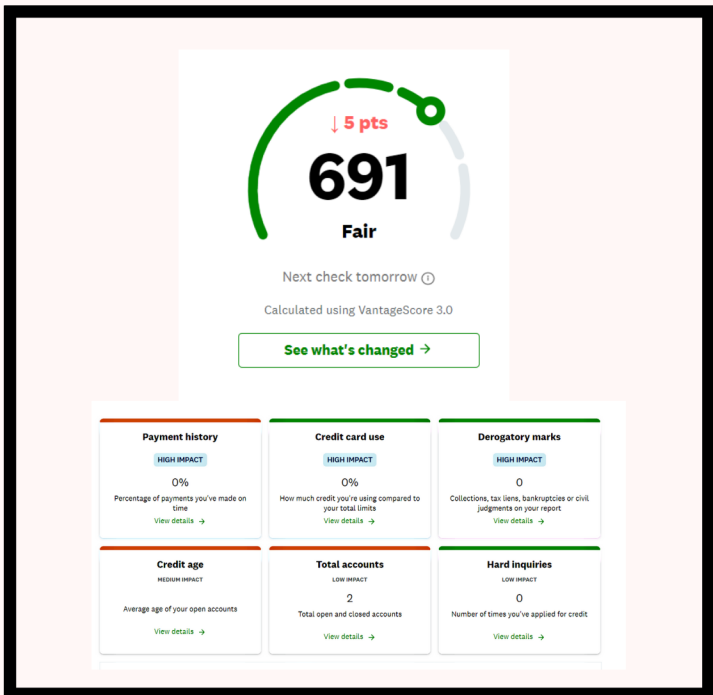 ↓ 5 pts
691
Fair
Next check tomorrow
Calculated using VantageScore 3.0
See what's changed →
Payment history
HIGH IMPACT
0%
Percentage of payments you've made on
time
View details →
Credit card use
HIGH IMPACT
0%
How much credit you're using compared to
your total limits
View details →
Derogatory marks
HIGH IMPACT
0
Collections, tax liens, bankruptcies or civil
judgments on your report
View details →
Credit age
MEDIUM IMPACT
Average age of your open accounts
View details →
Total accounts
LOW IMPACT
2
Total open and closed accounts
View details →
Hard inquiries
LOW IMPACT
0
Number of times you've applied for credit
View details →